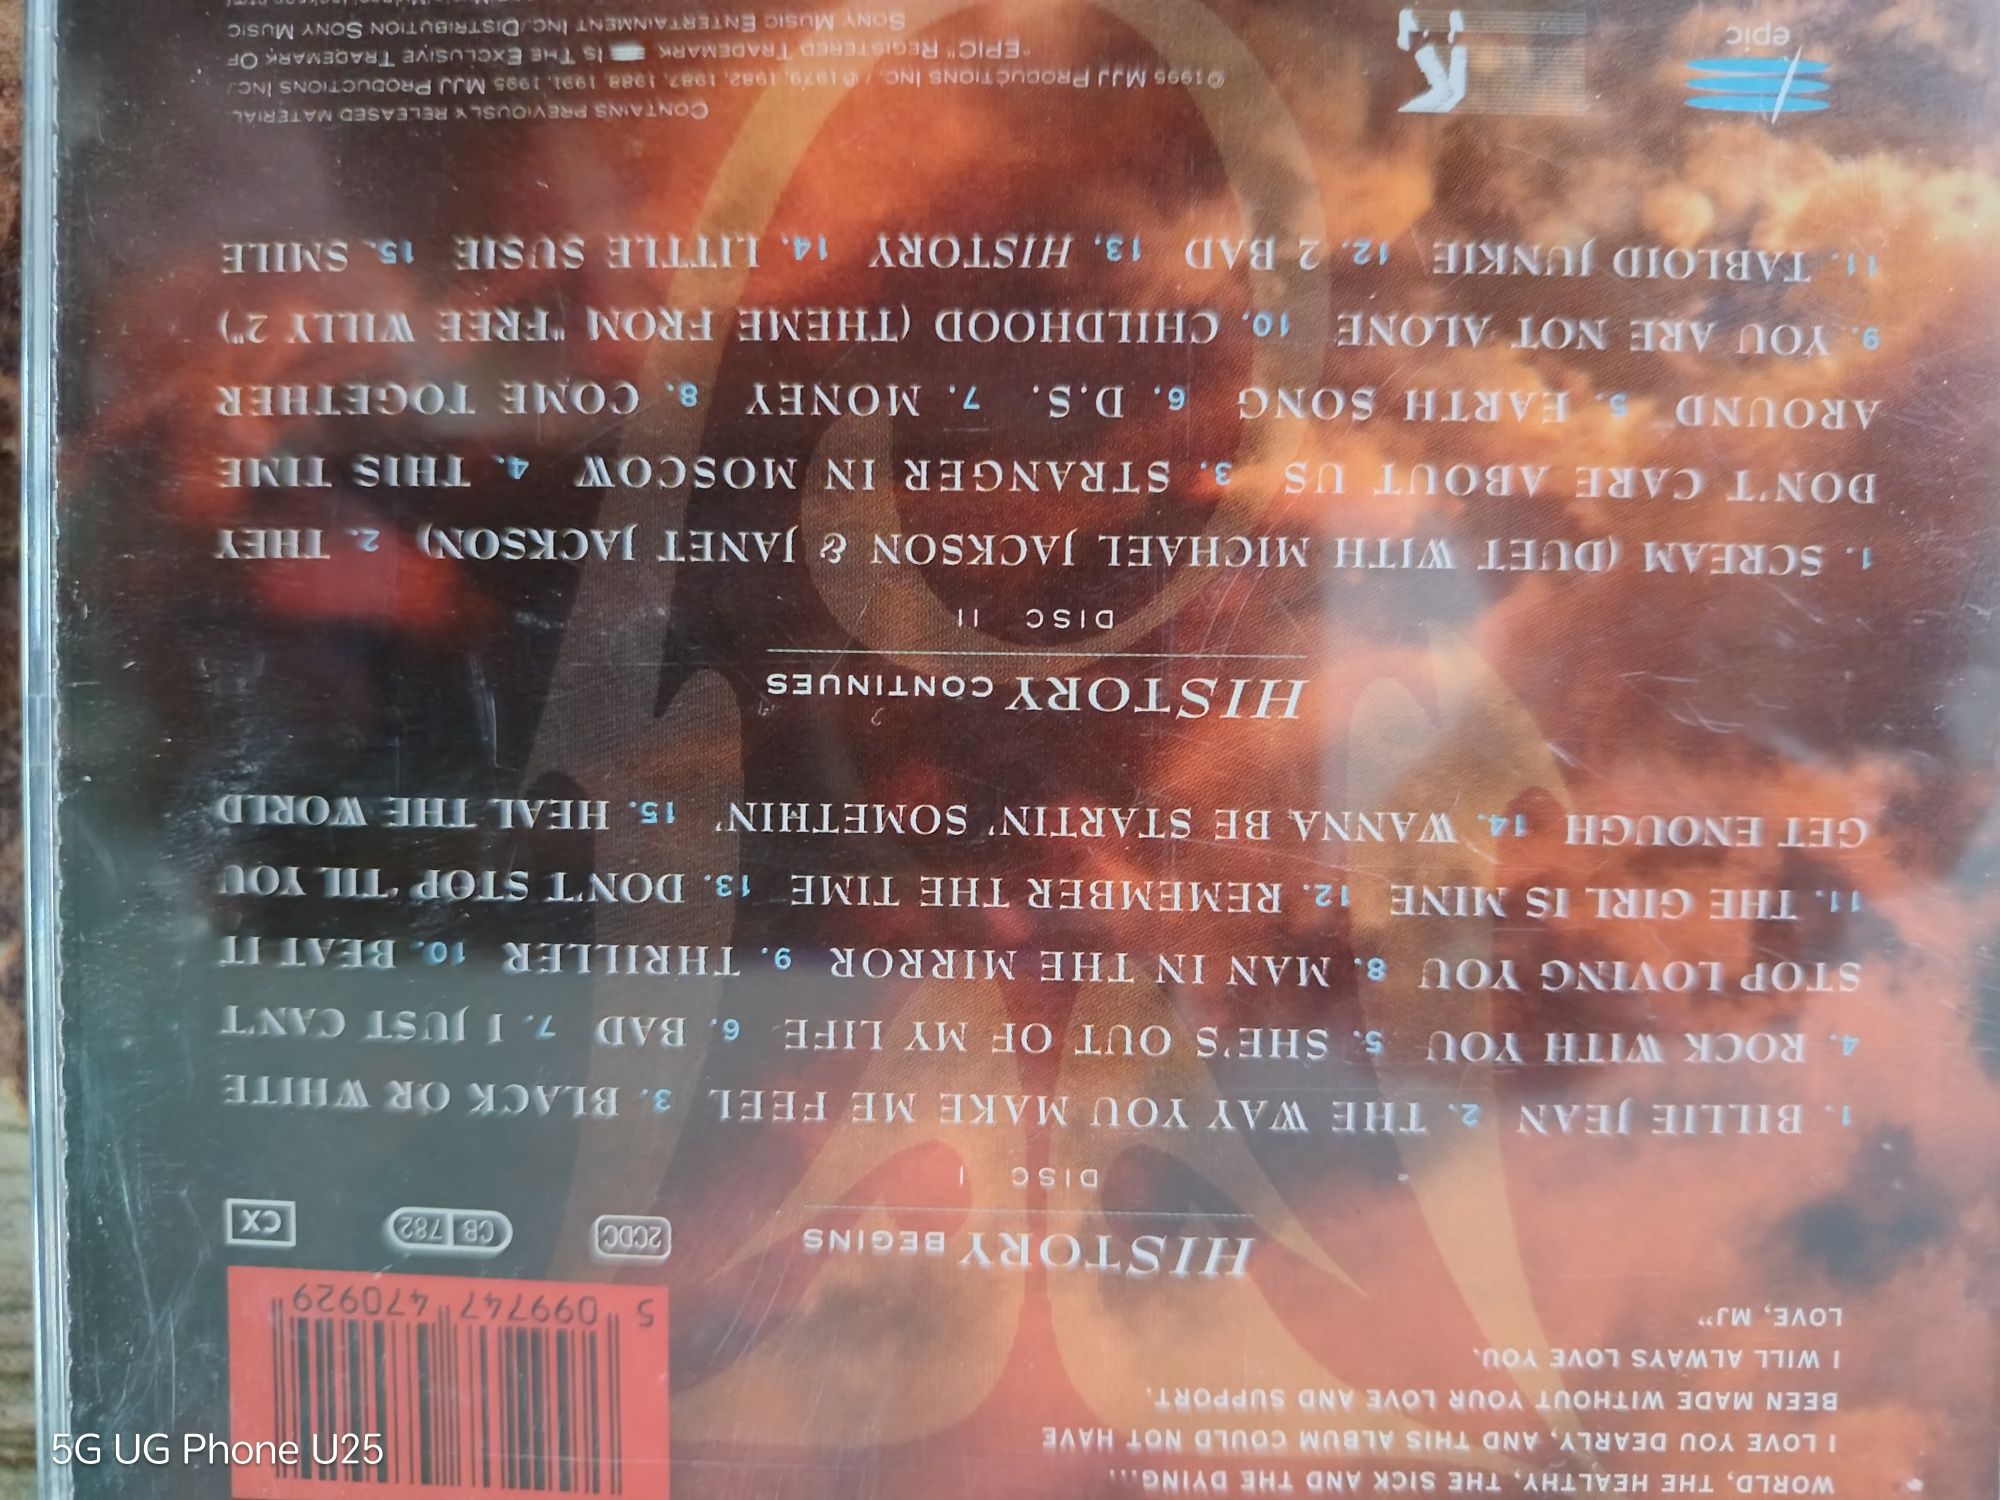 WORLD, THE HEALTHY, THE SICK AND THE DYING....
I LOVE YOU DEARLY, AND THIS ALBUM COULD NOT HAVE
BEEN MADE WITHOUT YOUR LOVE AND SUPPORT.
I WILL ALWAYS LOVE YOU.
LOVE, MJ"
5 099747 470929
HISTORY BEGINS
2CDC CB 782 CX
DISC I
1. BILLIE JEAN 2. THE WAY YOU MAKE ME FEEL 3. BLACK OR WHITE
4. ROCK WITH YOU 5. SHE'S OUT OF MY LIFE 6. BAD 7. I JUST CAN'T
STOP LOVING YOU 8. MAN IN THE MIRROR 9. THRILLER 10. BEAT IT
11. THE GIRL IS MINE 12. REMEMBER THE TIME 13. DON'T STOP 'TIL YOU
GET ENOUGH 14. WANNA BE STARTIN' SOMETHIN' 15. HEAL THE WORLD
HISTORY CONTINUES
DISC II
1. SCREAM (DUET WITH MICHAEL JACKSON & JANET JACKSON) 2. THEY
DON'T CARE ABOUT US 3. STRANGER IN MOSCOW 4. THIS TIME
AROUND 5. EARTH SONG 6. D.S. 7. MONEY 8. COME TOGETHER
9. YOU ARE NOT ALONE 10. CHILDHOOD (THEME FROM "FREE WILLY 2")
11. TABLOID JUNKIE 12. 2 BAD 13. HISTORY 14. LITTLE SUSIE 15. SMILE
epic
CONTAINS PREVIOUSLY RELEASED MATERIAL.
©1995 MJJ PRODUCTIONS INC. / ℗ 1979, 1982, 1987, 1988, 1991, 1995 MJJ PRODUCTIONS INC./
"EPIC" REGISTERED TRADEMARK IS THE EXCLUSIVE TRADEMARK OF
SONY MUSIC ENTERTAINMENT INC./DISTRIBUTION SONY MUSIC
5G UG Phone U25